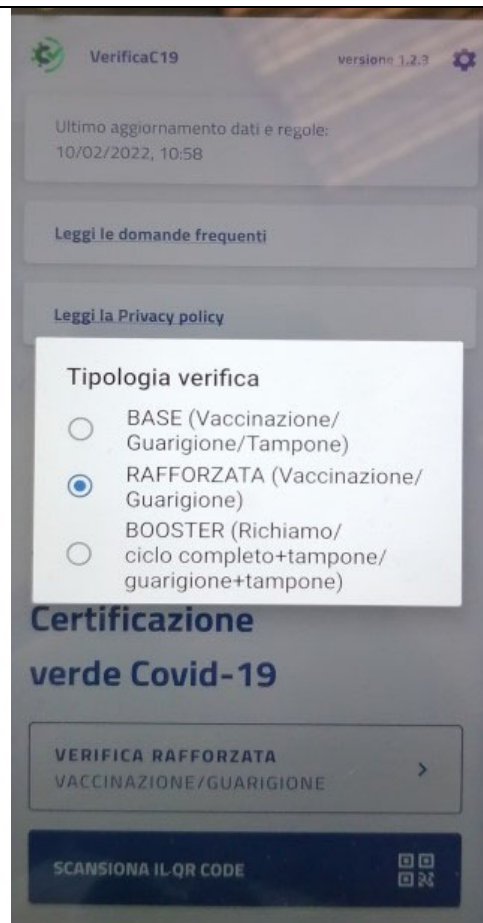 VerificaC19
versione 1.2.3
Ultimo aggiornamento dati e regole:
10/02/2022, 10:58
Leggi le domande frequenti
Leggi la Privacy policy
Tipologia verifica
BASE (Vaccinazione/
Guarigione/Tampone)
RAFFORZATA (Vaccinazione/
Guarigione)
BOOSTER (Richiamo/
ciclo completo+tampone/
guarigione+tampone)
Certificazione
verde Covid-19
VERIFICA RAFFORZATA
VACCINAZIONE/GUARIGIONE
SCANSIONA IL QR CODE